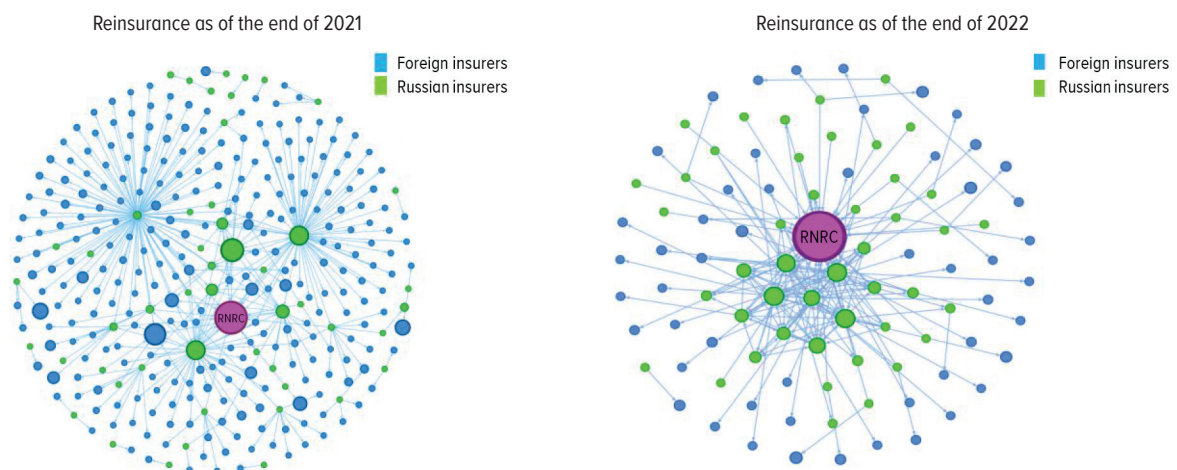 Reinsurance as of the end of 2021
Foreign insurers
Russian insurers
RNRC
Reinsurance as of the end of 2022
Foreign insurers
Russian insurers
RNRC